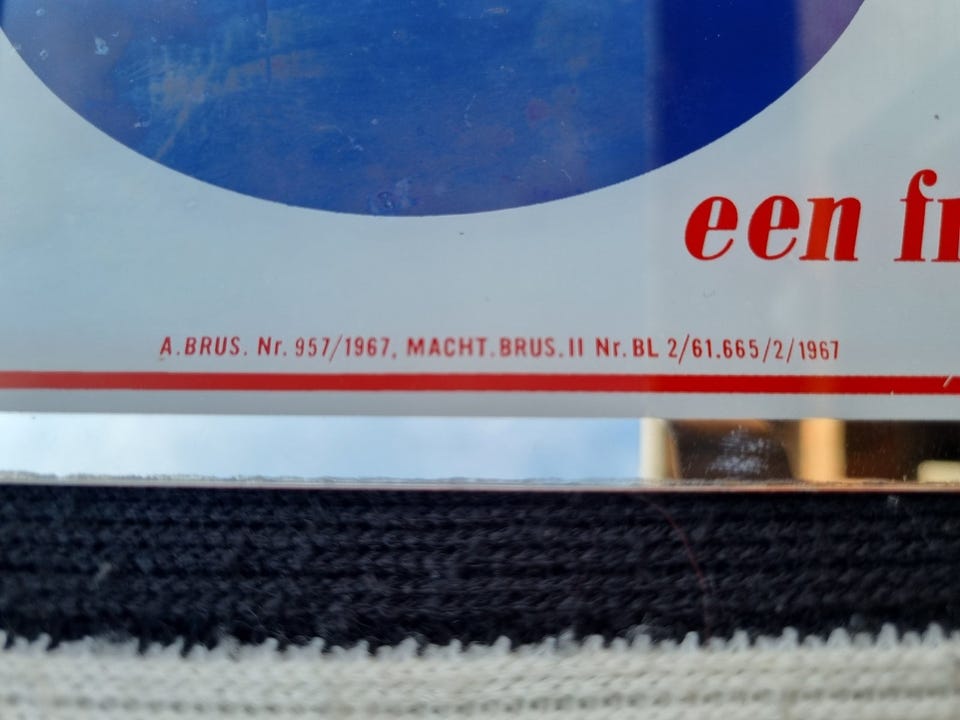 een
A.BRUS. Nr. 957/1967, MACHT.BRUS.II Nr.BL 2/61.665/2/1967